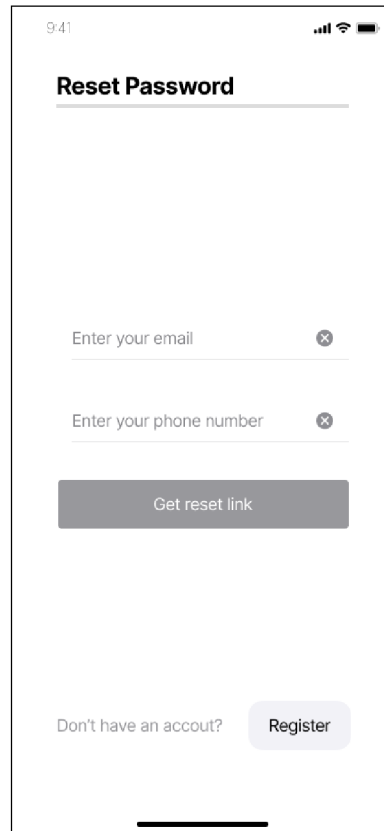 9:41
Reset Password
Enter your email
Enter your phone number
Get reset link
Don't have an accout?
Register